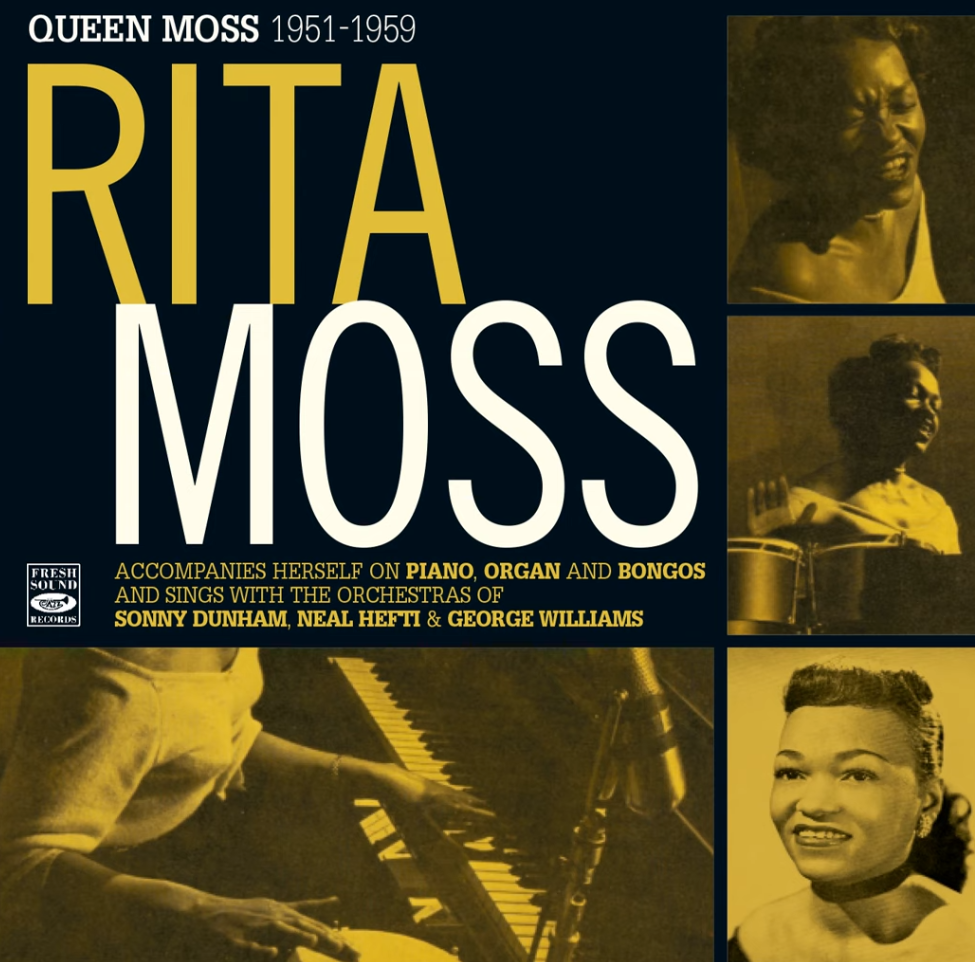 QUEEN MOSS 1951-1959
RITA
MOSS
ACCOMPANIES HERSELF ON PIANO, ORGAN AND BONGOS
AND SINGS WITH THE ORCHESTRAS OF
SONNY DUNHAM, NEAL HEFTI & GEORGE WILLIAMS
FRESH
SOUND
RECORDS